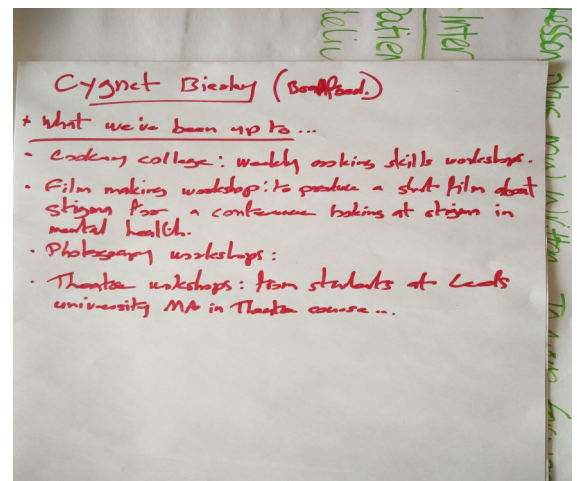 Cygnet Bierley (Bradford.)
* What we've been up to...
- Cookery college: weekly cooking skills workshops.
· Film making workshop: to produce a short film about
stigma for a conference looking at stigma in
mental health.
· Photography workshops:
· Theatre workshops: from students at Leeds
university MA in Theatre course...
Inter